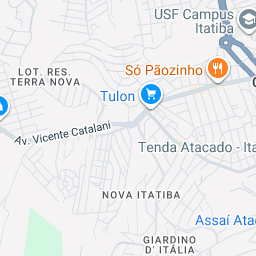 USF Campus
Itatiba
Só Pãozinho
LOT. RES.
TERRA NOVA
Tulon
Av. Vicente Catalani
Tenda Atacado - Ita
NOVA ITATIBA
Assaí Ata
GIARDINO
D' ITÁLIA